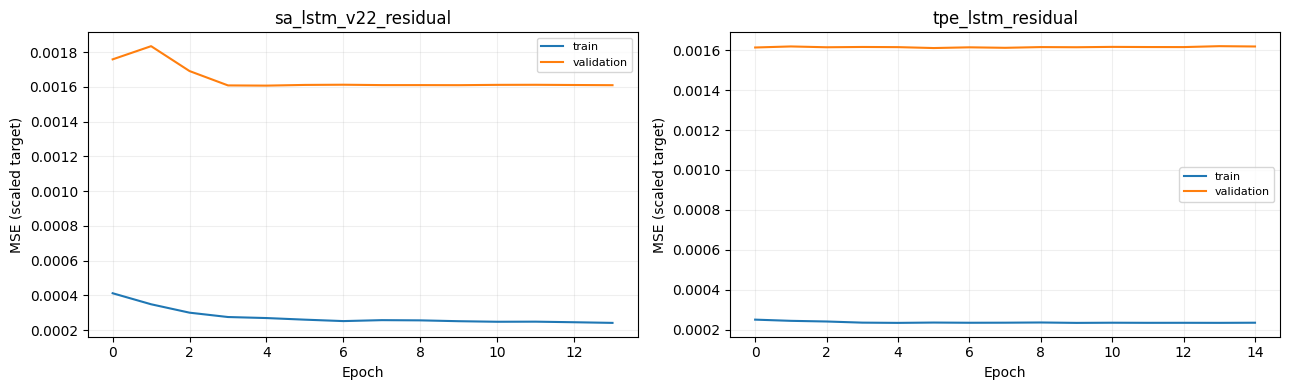 sa_lstm_v22_residual
MSE (scaled target)
0.0018
0.0016
0.0014
0.0012
0.0010
0.0008
0.0006
0.0004
0.0002
train
validation
0 2 4 6 8 10 12
Epoch
tpe_lstm_residual
MSE (scaled target)
0.0016
0.0014
0.0012
0.0010
0.0008
0.0006
0.0004
0.0002
train
validation
0 2 4 6 8 10 12 14
Epoch